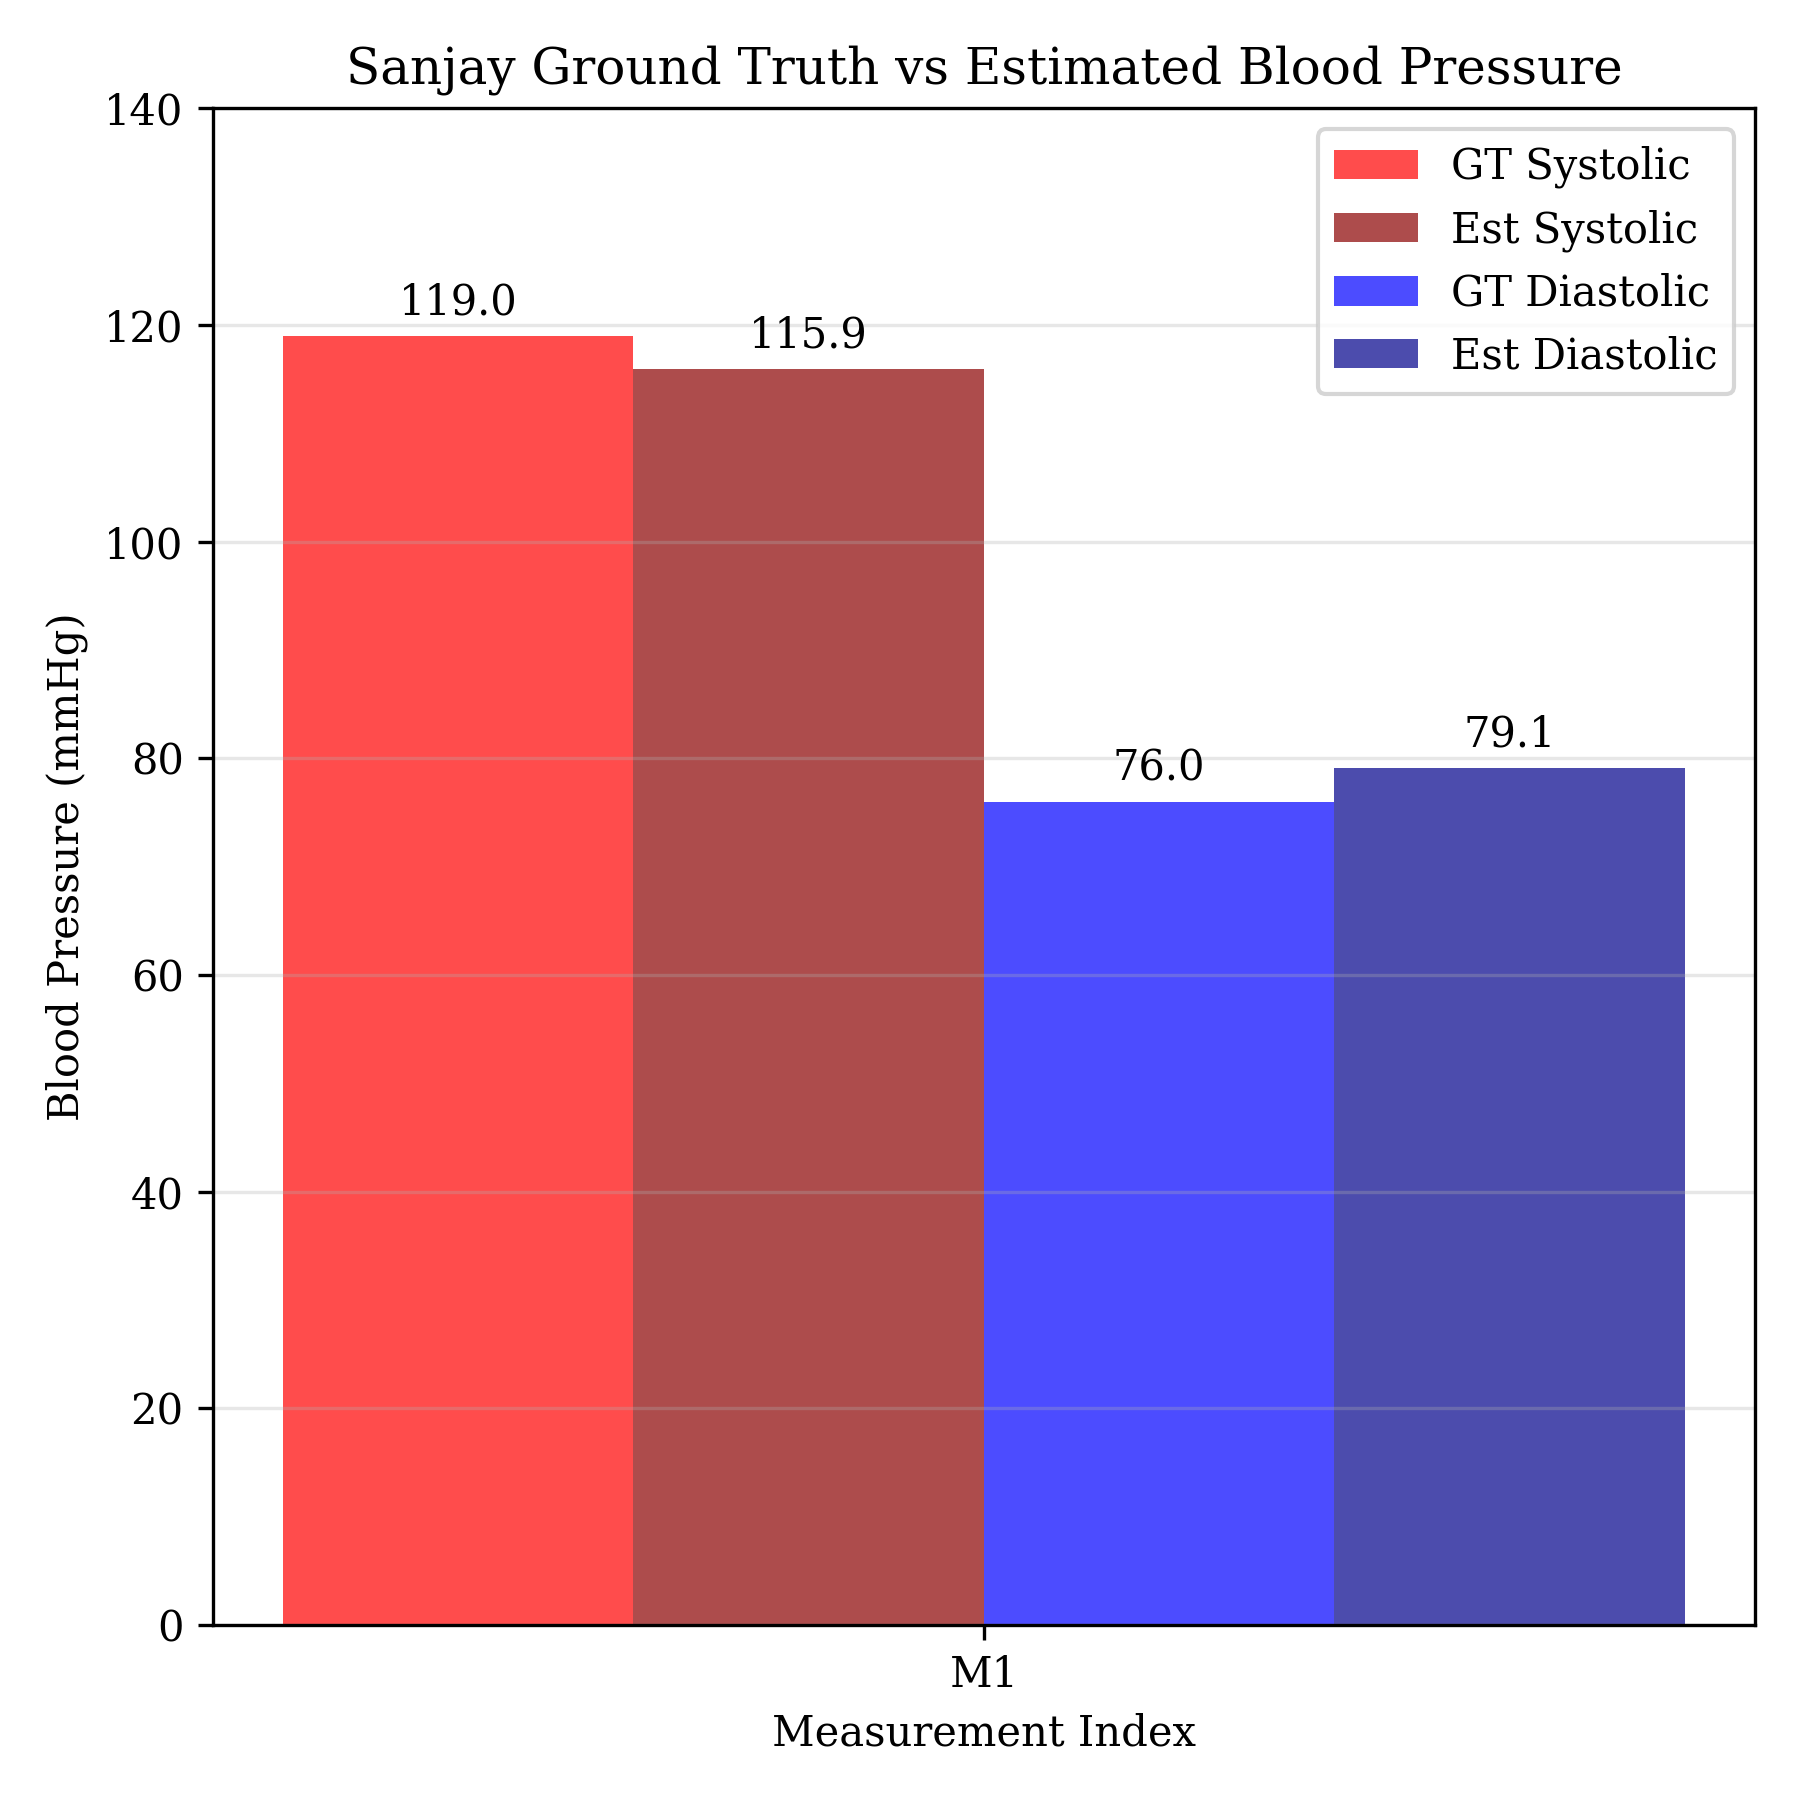 Sanjay Ground Truth vs Estimated Blood Pressure
140
120
100
80
60
40
20
0
Blood Pressure (mmHg)
GT Systolic
Est Systolic
GT Diastolic
Est Diastolic
119.0
115.9
76.0
79.1
M1
Measurement Index